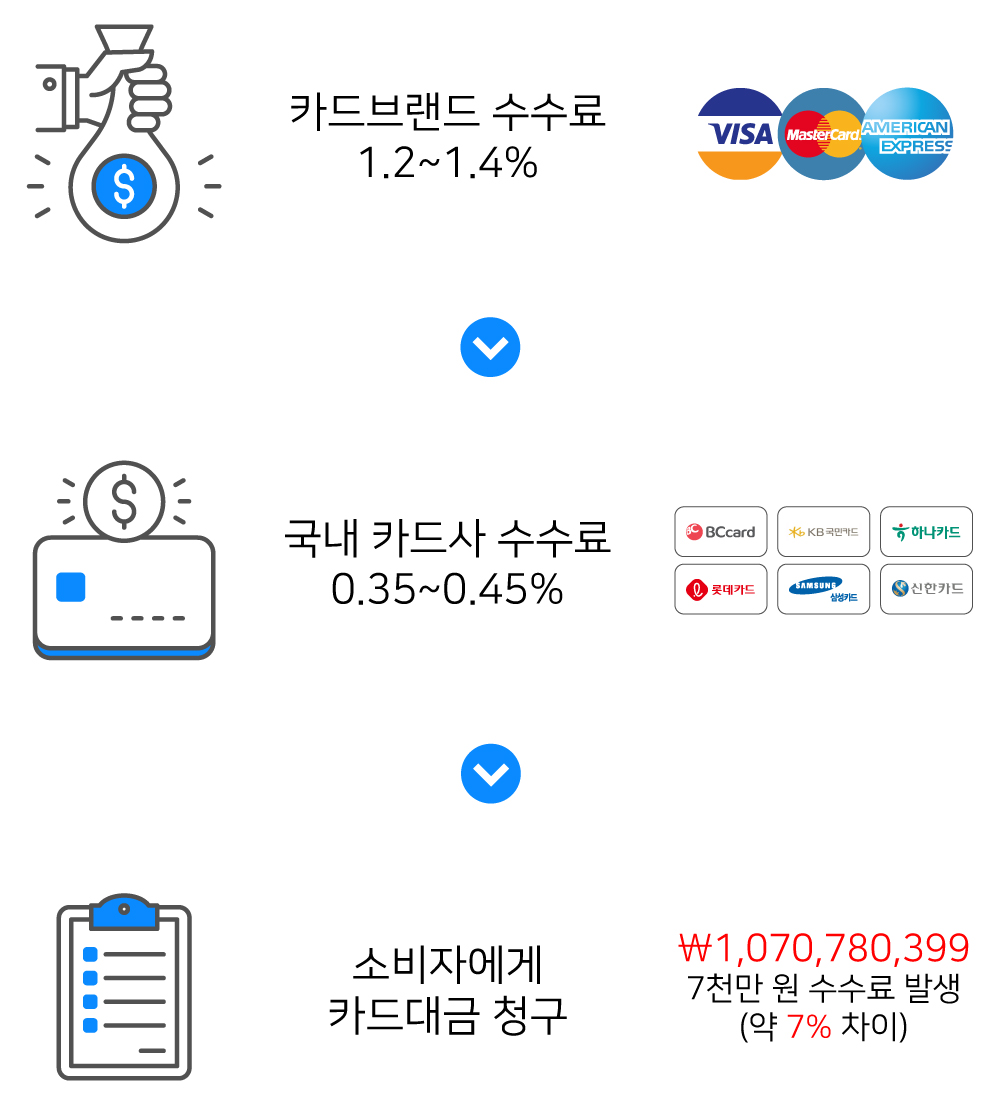 카드브랜드 수수료
1.2~1.4%
VISA
MasterCard
AMERICAN
EXPRESS
국내 카드사 수수료
0.35~0.45%
BC BCcard
KB국민카드
하나카드
롯데카드
SAMSUNG
삼성카드
신한카드
소비자에게
카드대금 청구
₩1,070,780,399
7천만 원 수수료 발생
(약 7% 차이)